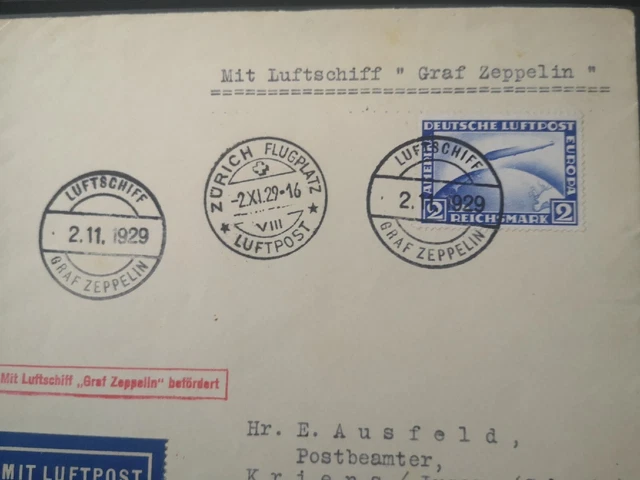 Mit Luftschiff " Graf Zeppelin "
DEUTSCHE LUFTPOST
EUROPA
2 REICHSMARK 2
LUFTSCHIFF
2.11.1929
GRAF ZEPPELIN
ZÜRICH FLUGPLATZ
-2.XI.29-16
VIII
LUFTPOST
LUFTSCHIFF
2. 1929
GRAF ZEPPELIN
Mit Luftschiff „Graf Zeppelin" befördert
MIT LUFTPOST
Hr. E. Ausfeld,
Postbeamter,
Kriens /